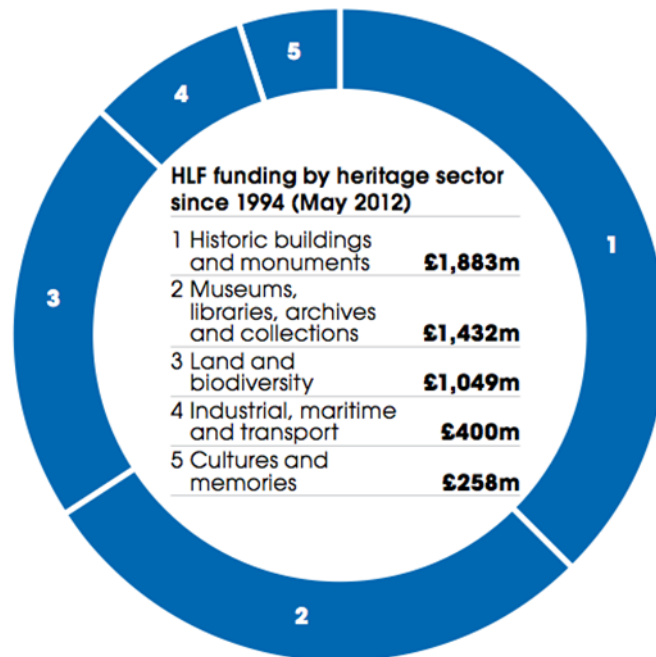 5
4
HLF funding by heritage sector
since 1994 (May 2012)
1 Historic buildings
and monuments £1,883m
2 Museums,
libraries, archives
and collections £1,432m
3 Land and
biodiversity £1,049m
4 Industrial, maritime
and transport £400m
5 Cultures and
memories £258m
1
3
2